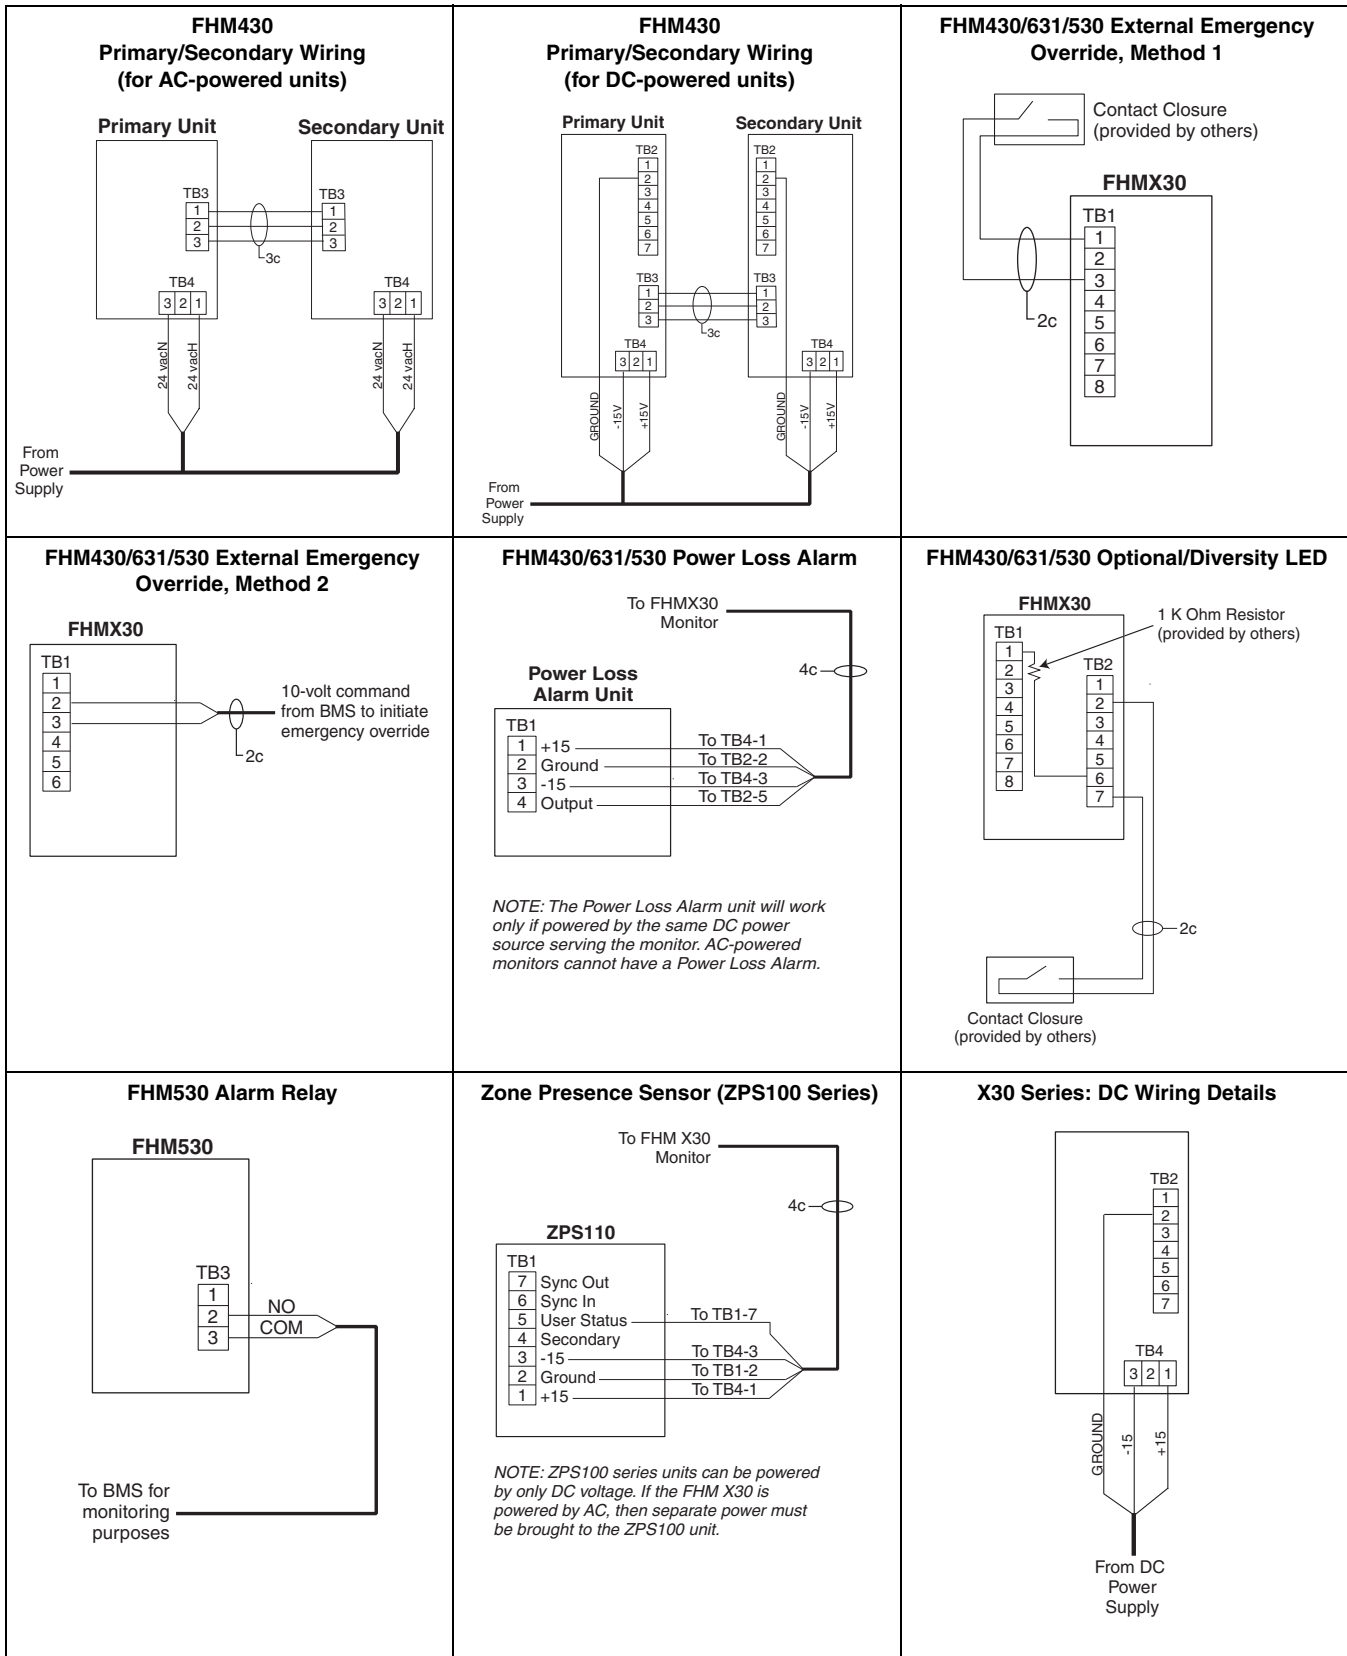 FHM430
Primary/Secondary Wiring
(for AC-powered units)
Primary Unit
Secondary Unit
TB3
1
2
3
TB3
1
2
3
3c
TB4
3 2 1
TB4
3 2 1
24 vacN
24 vacH
24 vacN
24 vacH
From
Power
Supply
FHM430
Primary/Secondary Wiring
(for DC-powered units)
Primary Unit
Secondary Unit
TB2
1
2
3
4
5
6
7
TB2
1
2
3
4
5
6
7
TB3
1
2
3
TB3
1
2
3
3c
TB4
3 2 1
TB4
3 2 1
GROUND
-15V
+15V
GROUND
-15V
+15V
From
Power
Supply
FHM430/631/530 External Emergency
Override, Method 1
Contact Closure
(provided by others)
FHMX30
TB1
1
2
3
4
5
6
7
8
2c
FHM430/631/530 External Emergency
Override, Method 2
FHMX30
TB1
1
2
3
4
5
6
10-volt command
from BMS to initiate
emergency override
2c
FHM430/631/530 Power Loss Alarm
To FHMX30
Monitor
4c
Power Loss
Alarm Unit
TB1
1 +15 To TB4-1
2 Ground To TB2-2
3 -15 To TB4-3
4 Output To TB2-5
NOTE: The Power Loss Alarm unit will work
only if powered by the same DC power
source serving the monitor. AC-powered
monitors cannot have a Power Loss Alarm.
FHM430/631/530 Optional/Diversity LED
FHMX30
1 K Ohm Resistor
(provided by others)
TB1
1
2
3
4
5
6
7
8
TB2
1
2
3
4
5
6
7
2c
Contact Closure
(provided by others)
FHM530 Alarm Relay
FHM530
TB3
1
2 NO
3 COM
To BMS for
monitoring
purposes
Zone Presence Sensor (ZPS100 Series)
To FHM X30
Monitor
4c
ZPS110
TB1
7 Sync Out
6 Sync In
5 User Status To TB1-7
4 Secondary
3 -15 To TB4-3
2 Ground To TB1-2
1 +15 To TB4-1
NOTE: ZPS100 series units can be powered
by only DC voltage. If the FHM X30 is
powered by AC, then separate power must
be brought to the ZPS100 unit.
X30 Series: DC Wiring Details
TB2
1
2
3
4
5
6
7
TB4
3 2 1
GROUND
-15
+15
From DC
Power
Supply